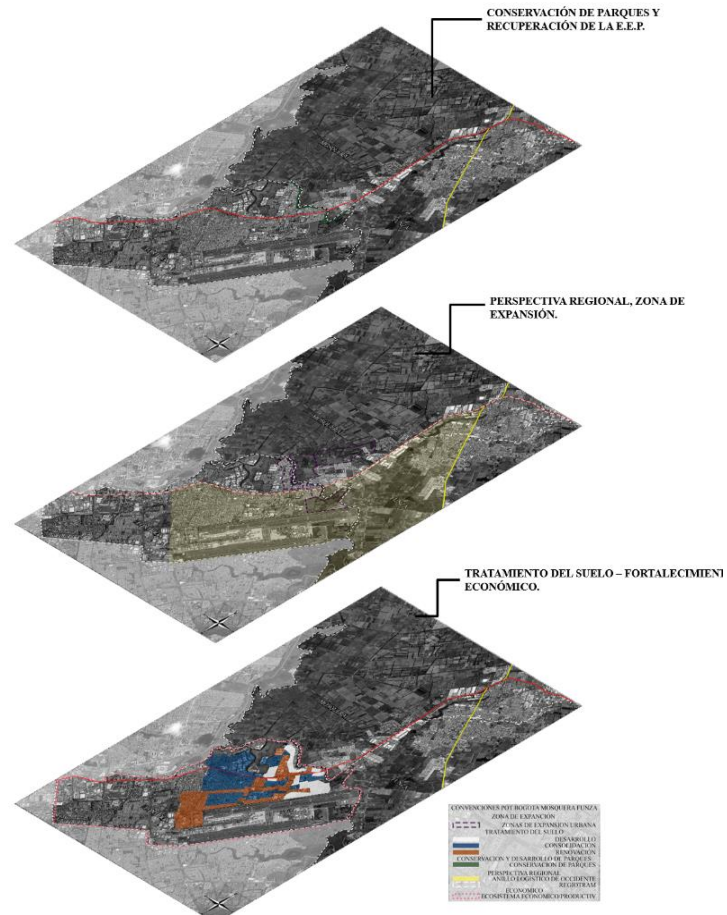 CONSERVACIÓN DE PARQUES Y
RECUPERACIÓN DE LA E.E.P.
PERSPECTIVA REGIONAL, ZONA DE
EXPANSIÓN.
TRATAMIENTO DEL SUELO – FORTALECIMIENT
ECONÓMICO.
CONVENCIONES POT BOGOTA MOSQUERA FUNZA
ZONA DE EXPANCION
ZONAS DE EXPANSION URBANA
TRATAMIENTO DEL SUELLO
DESARROLLO
CONSOLIDACION
RENOVACION
CONSERVACION Y DESARROLLO DE PARQUES
CONSERVACION DE PARQUES
PERSPECTIVA REGIONAL
ANILLO LOGISTICO DE OCCIDENTE
REGIOTRAM
ECONOMICO
ECOSISTEMA ECONOMICO/PRODUCTIV